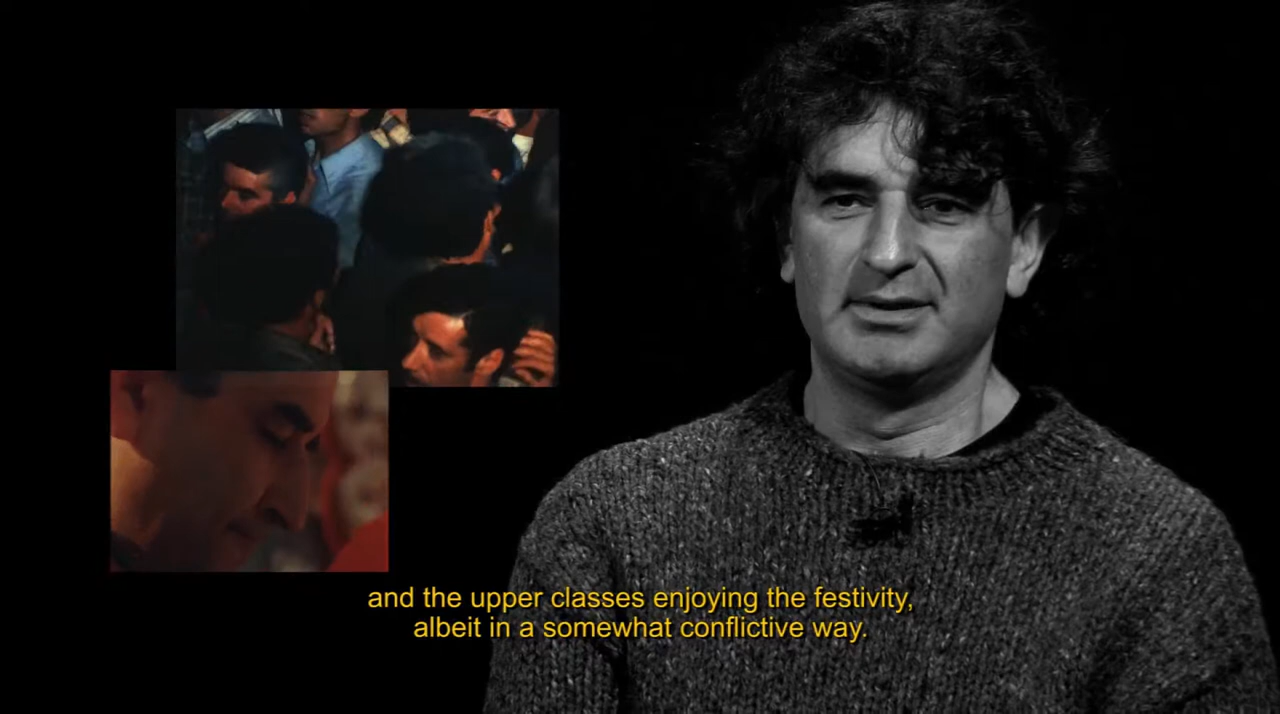 and the upper classes enjoying the festivity,
albeit in a somewhat conflictive way.